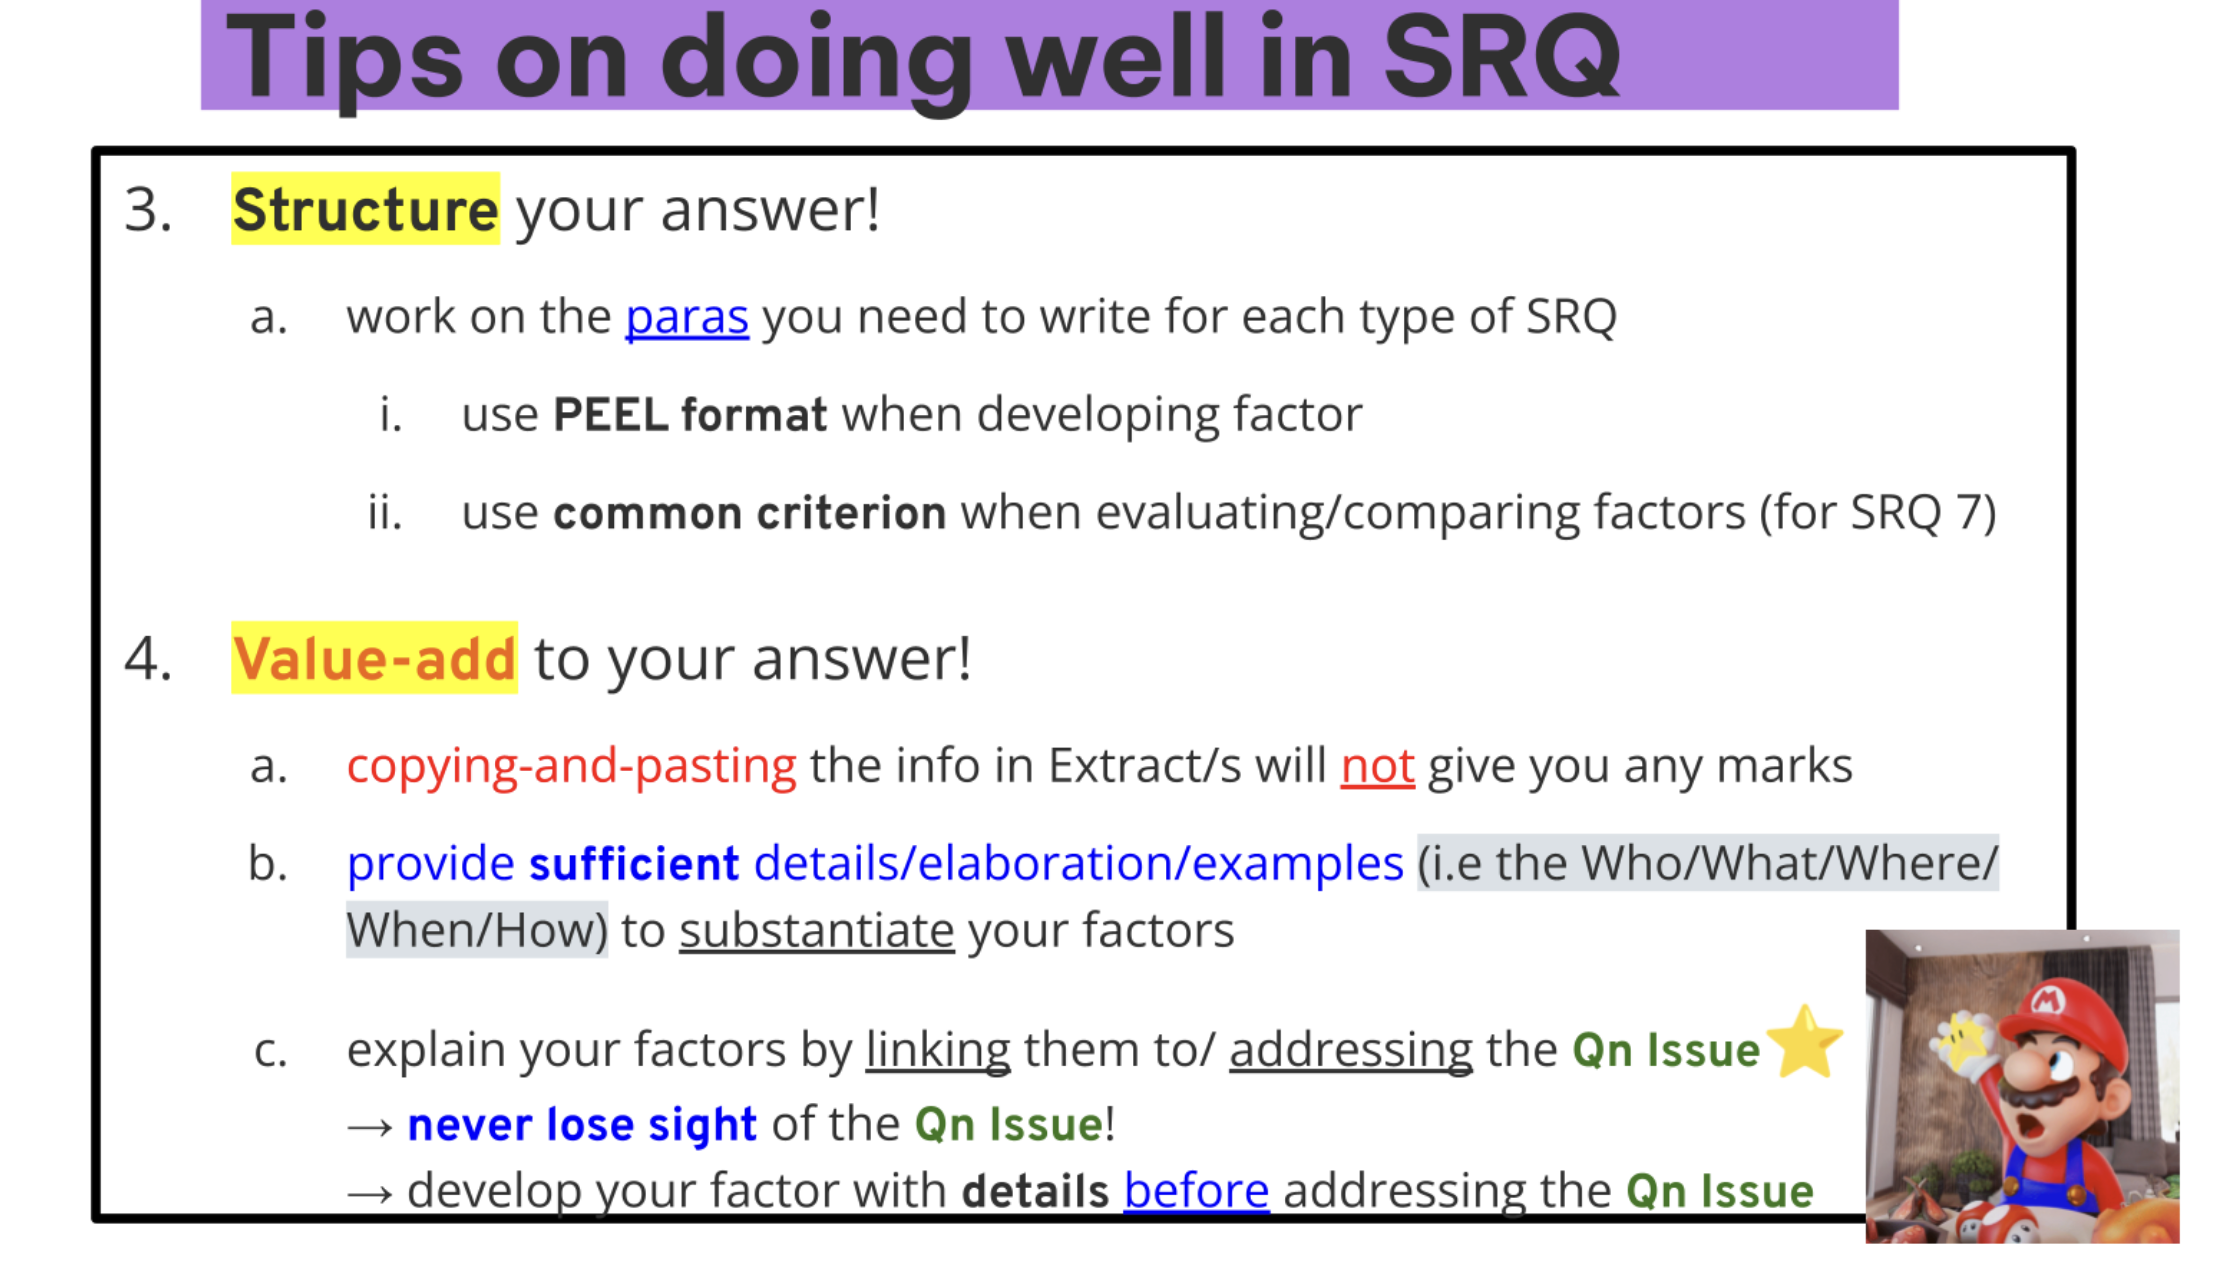 Tips on doing well in SRQ
3. Structure your answer!
a. work on the paras you need to write for each type of SRQ
i. use PEEL format when developing factor
ii. use common criterion when evaluating/comparing factors (for SRQ 7)
4. Value-add to your answer!
a. copying-and-pasting the info in Extract/s will not give you any marks
b. provide sufficient details/elaboration/examples (i.e the Who/What/Where/
When/How) to substantiate your factors
c. explain your factors by linking them to/ addressing the Qn Issue
→ never lose sight of the Qn Issue!
→ develop your factor with details before addressing the Qn Issue
M